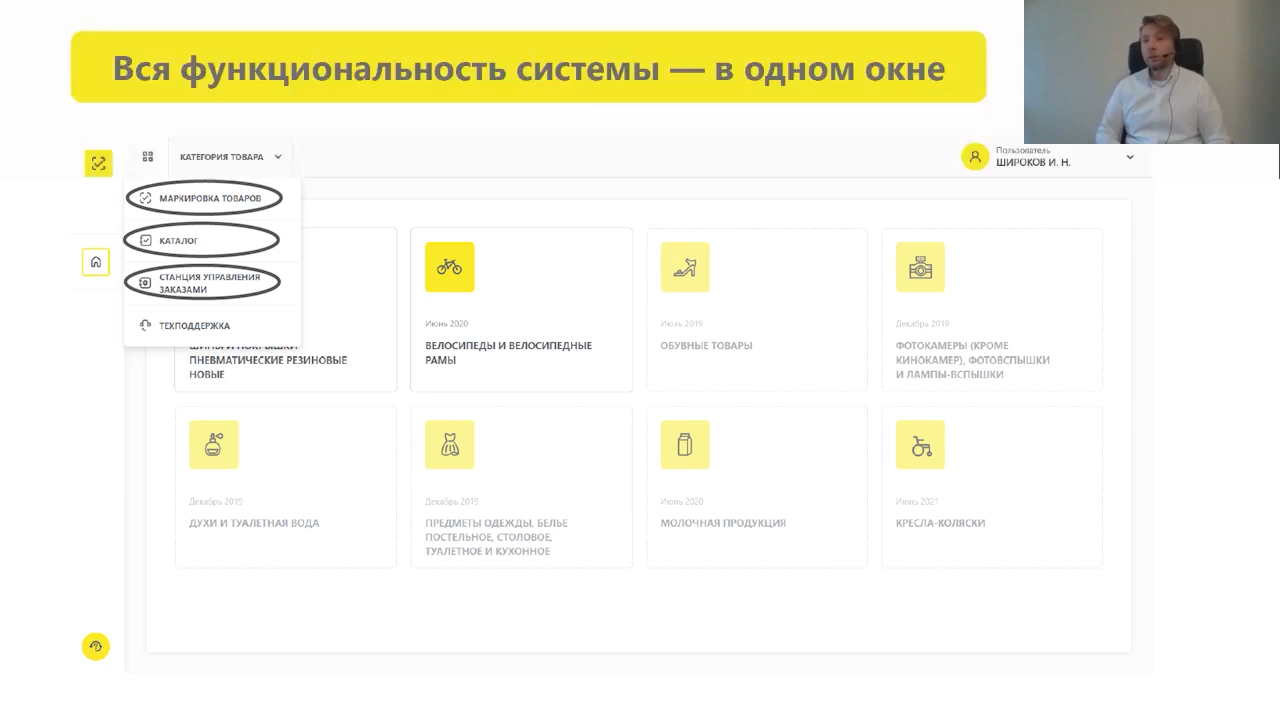 Вся функциональность системы — в одном окне
КАТЕГОРИЯ ТОВАРА
Пользователь
ШИРОКОВ И. Н.
МАРКИРОВКА ТОВАРОВ
КАТАЛОГ
СТАНЦИЯ УПРАВЛЕНИЯ
ЗАКАЗАМИ
ТЕХПОДДЕРЖКА
ШИНЫ И ПОКРЫШКИ
ПНЕВМАТИЧЕСКИЕ РЕЗИНОВЫЕ
НОВЫЕ
Июнь 2020
ВЕЛОСИПЕДЫ И ВЕЛОСИПЕДНЫЕ
РАМЫ
Июль 2019
ОБУВНЫЕ ТОВАРЫ
Декабрь 2019
ФОТОКАМЕРЫ (КРОМЕ
КИНОКАМЕР), ФОТОВСПЫШКИ
И ЛАМПЫ-ВСПЫШКИ
Декабрь 2019
ДУХИ И ТУАЛЕТНАЯ ВОДА
Декабрь 2019
ПРЕДМЕТЫ ОДЕЖДЫ, БЕЛЬЕ
ПОСТЕЛЬНОЕ, СТОЛОВОЕ,
ТУАЛЕТНОЕ И КУХОННОЕ
Июнь 2020
МОЛОЧНАЯ ПРОДУКЦИЯ
Июнь 2021
КРЕСЛА-КОЛЯСКИ